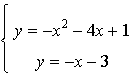 y = −x² − 4x + 1
y = −x − 3